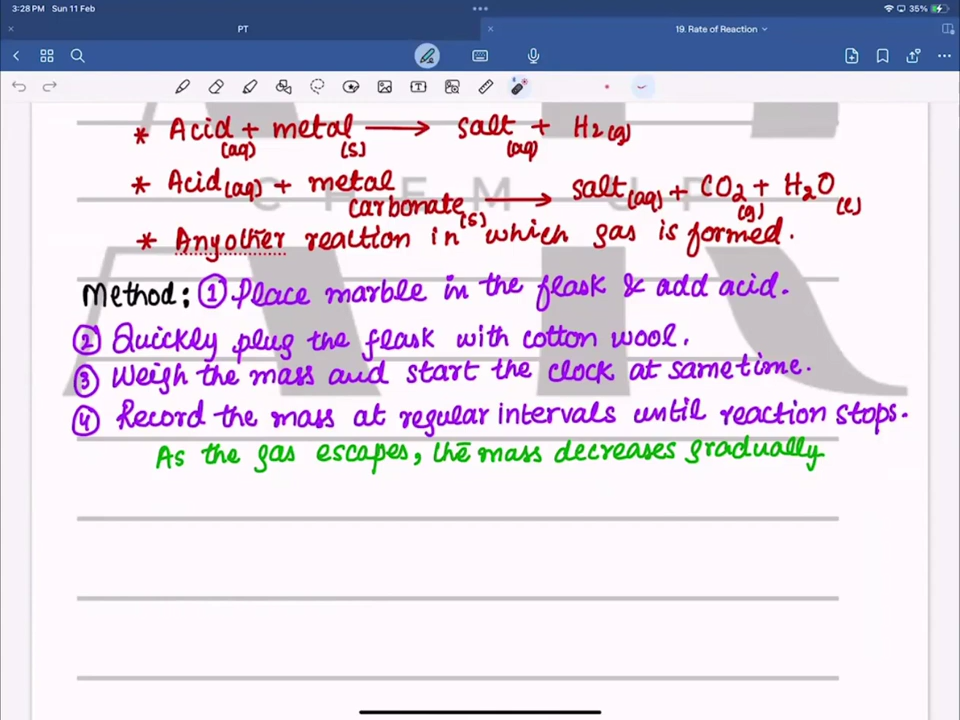 3:28 PM Sun 11 Feb
35%
PT
19. Rate of Reaction
* Acid(aq) + metal(s) → salt(aq) + H2(g)
* Acid(aq) + metal carbonate(s) → salt(aq) + CO2(g) + H2O(l)
* Anyother reaction in which gas is formed.
Method: ① Place marble in the flask & add acid.
② Quickly plug the flask with cotton wool.
③ Weigh the mass and start the clock at sametime.
④ Record the mass at regular intervals until reaction stops.
As the gas escapes, the mass decreases gradually